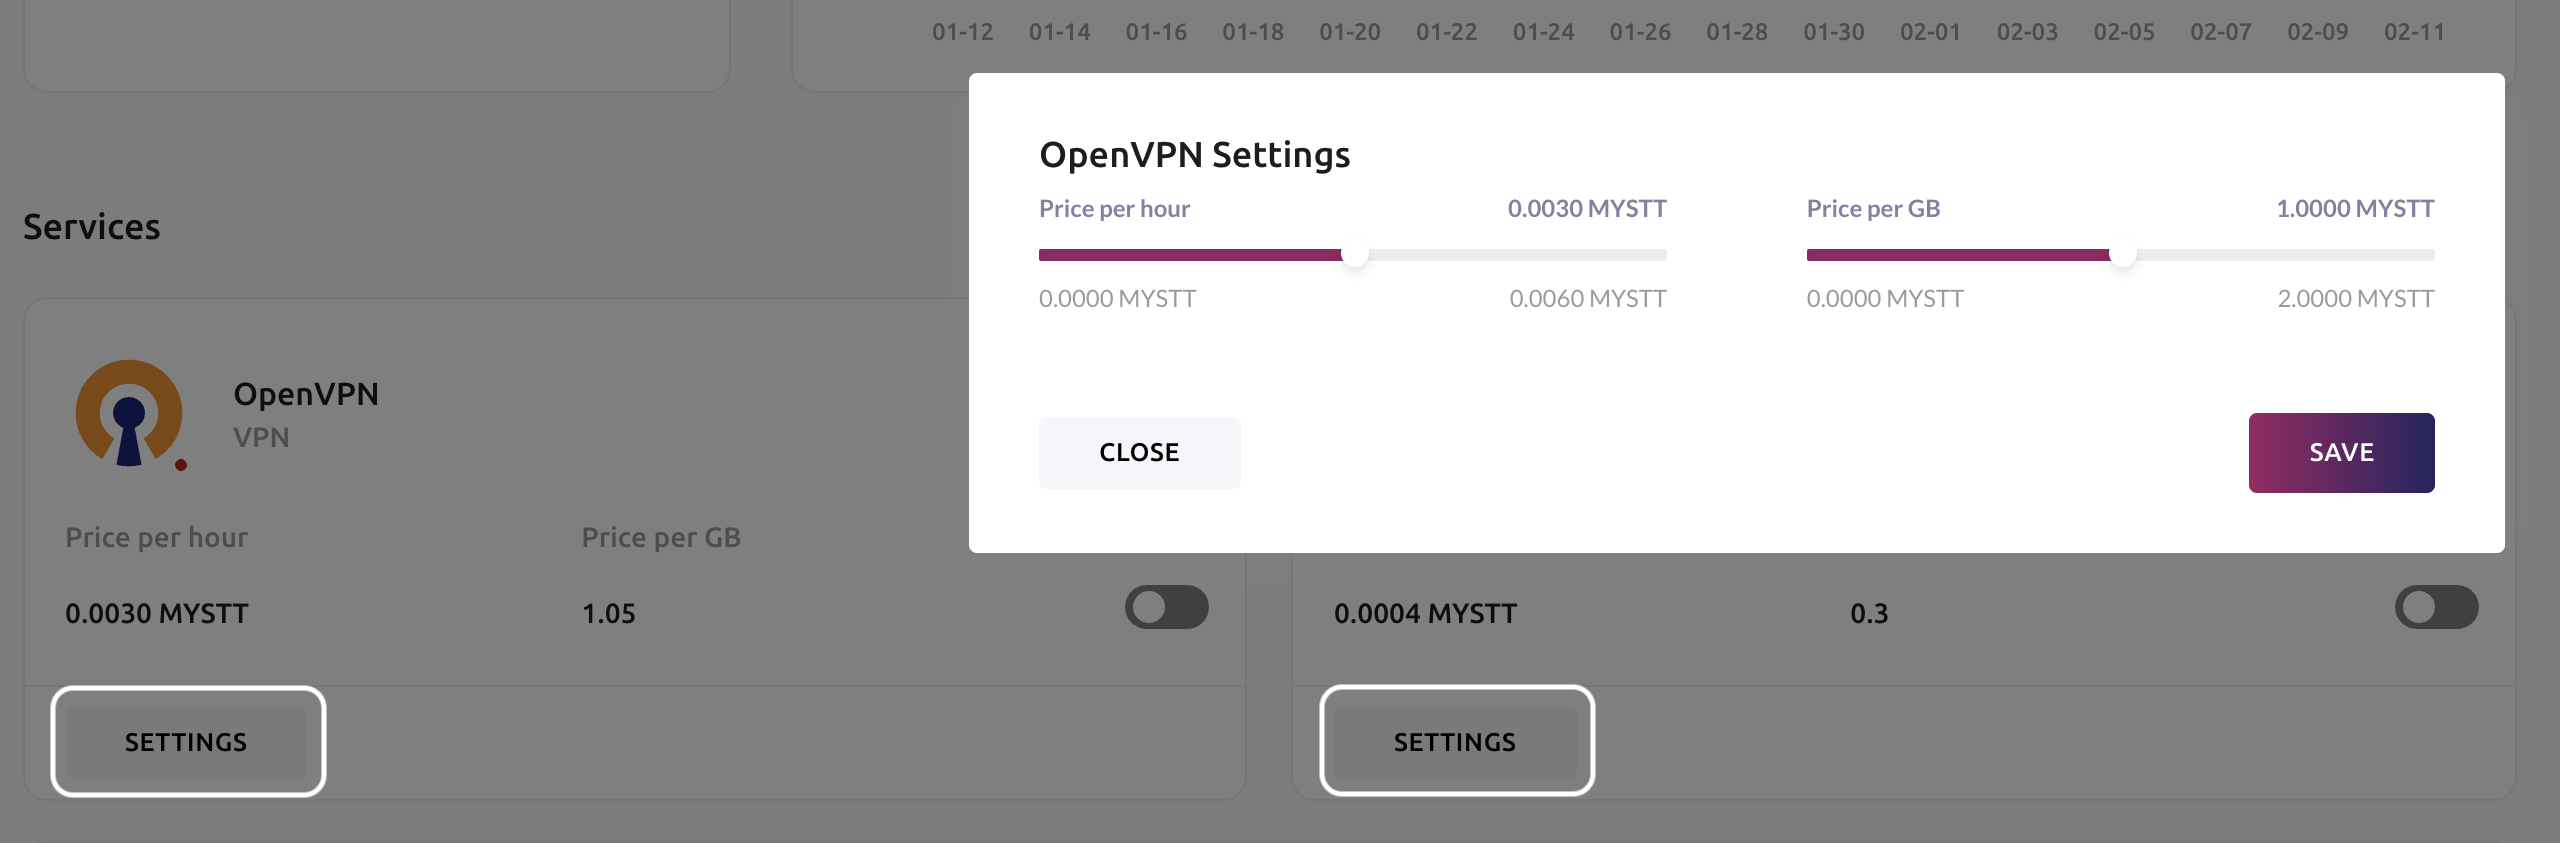 01-12 01-14 01-16 01-18 01-20 01-22 01-24 01-26 01-28 01-30 02-01 02-03 02-05 02-07 02-09 02-11
OpenVPN Settings
Price per hour 0.0030 MYSTT Price per GB 1.0000 MYSTT
0.0000 MYSTT 0.0060 MYSTT 0.0000 MYSTT 2.0000 MYSTT
CLOSE SAVE
Services
OpenVPN
VPN
Price per hour Price per GB
0.0030 MYSTT 1.05 0.0004 MYSTT 0.3
SETTINGS SETTINGS